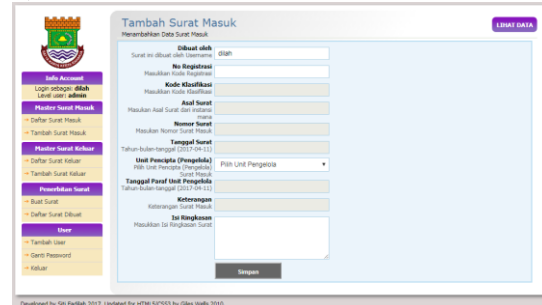 Tambah Surat Masuk
Menambahkan Data Surat Masuk
LIHAT DATA
Info Account
Login sebagai: dilah
Level user: admin
Master Surat Masuk
Daftar Surat Masuk
Tambah Surat Masuk
Master Surat Keluar
Daftar Surat Keluar
Tambah Surat Keluar
Penerbitan Surat
Buat Surat
Daftar Surat Dibuat
User
Tambah User
Ganti Password
Keluar
Dibuat oleh
Surat ini dibuat oleh Username
dilah
No Registrasi
Masukkan Kode Registrasi
Kode Klasifikasi
Masukkan Kode Klasifikasi
Asal Surat
Masukan Asal Surat dari instansi
mana
Nomor Surat
Masukan Nomor Surat Masuk
Tanggal Surat
Tahun-bulan-tanggal (2017-04-11)
Unit Pencipta (Pengelola)
Pilih Unit Pencipta (Pengelola)
Surat Masuk
Pilih Unit Pengelola
Tanggal Paraf Unit Pengelola
Tahun-bulan-tanggal (2017-04-11)
Keterangan
Keterangan Surat Masuk
Isi Ringkasan
Masukkan Isi Ringkasan Surat
Simpan
Developed by Siti Fadilah 2017. Updated for HTML5/CSS3 by Giles Wells 2010